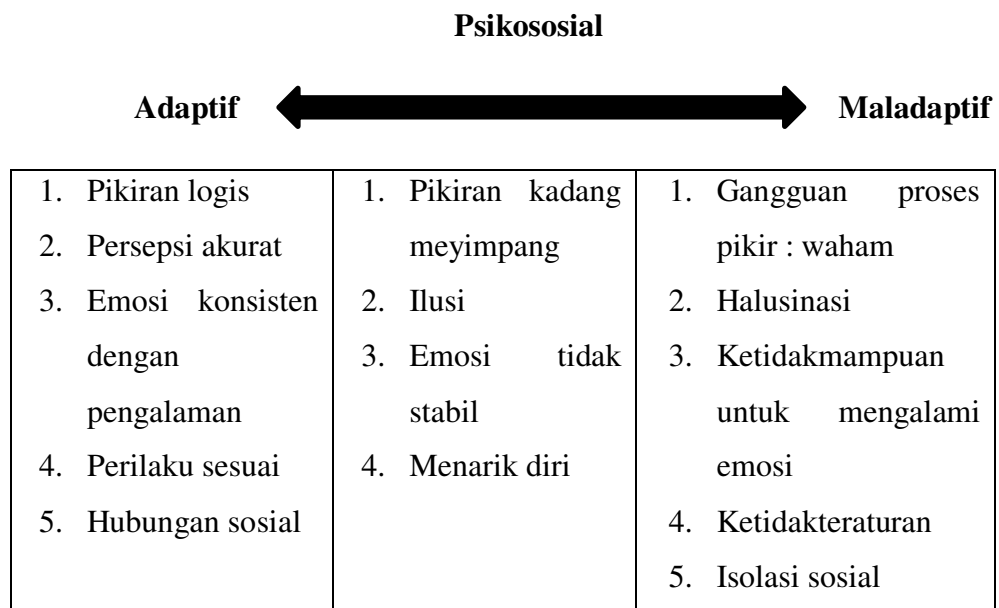 Psikososial
Adaptif
Maladaptif
1. Pikiran logis
2. Persepsi akurat
3. Emosi konsisten
dengan
pengalaman
4. Perilaku sesuai
5. Hubungan sosial
1. Pikiran kadang
meyimpang
2. Ilusi
3. Emosi tidak
stabil
4. Menarik diri
1. Gangguan proses
pikir : waham
2. Halusinasi
3. Ketidakmampuan
untuk mengalami
emosi
4. Ketidakteraturan
5. Isolasi sosial